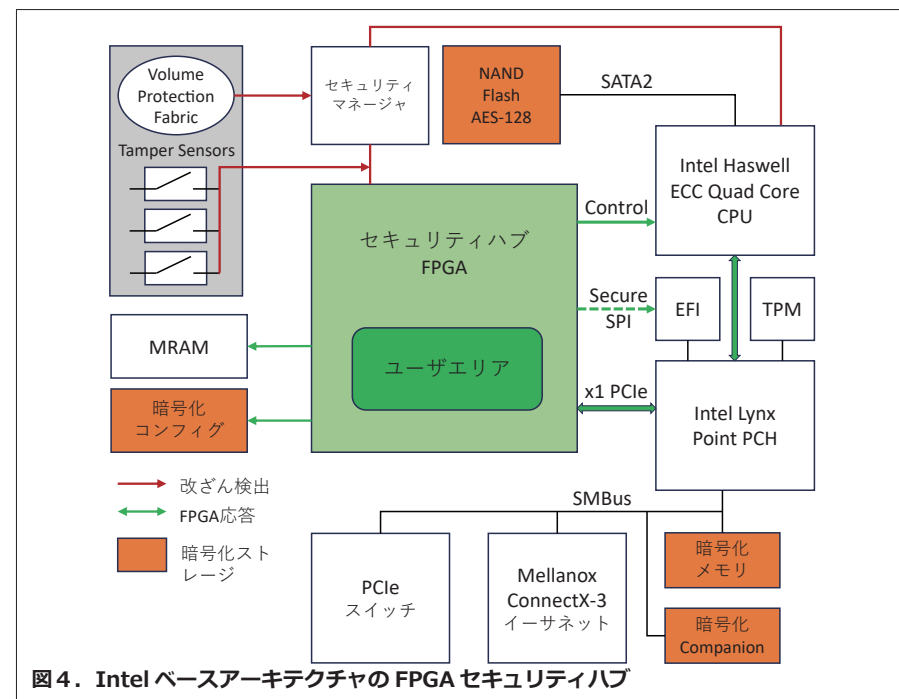 Volume
Protection
Fabric
Tamper Sensors
セキュリティ
マネージャ
NAND
Flash
AES-128
SATA2
Intel Haswell
ECC Quad Core
CPU
Control
セキュリティハブ
FPGA
Secure
SPI
EFI
TPM
MRAM
ユーザエリア
暗号化
コンフィグ
x1 PCIe
Intel Lynx
Point PCH
改ざん検出
FPGA応答
暗号化スト
レージ
SMBus
PCIe
スイッチ
Mellanox
ConnectX-3
イーサネット
暗号化
メモリ
暗号化
Companion
図4．Intel ベースアーキテクチャの FPGA セキュリティハブ